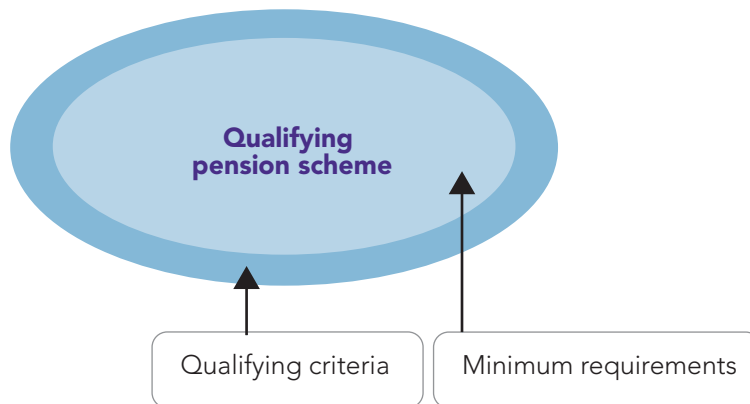 Qualifying
pension scheme
Qualifying criteria
Minimum requirements